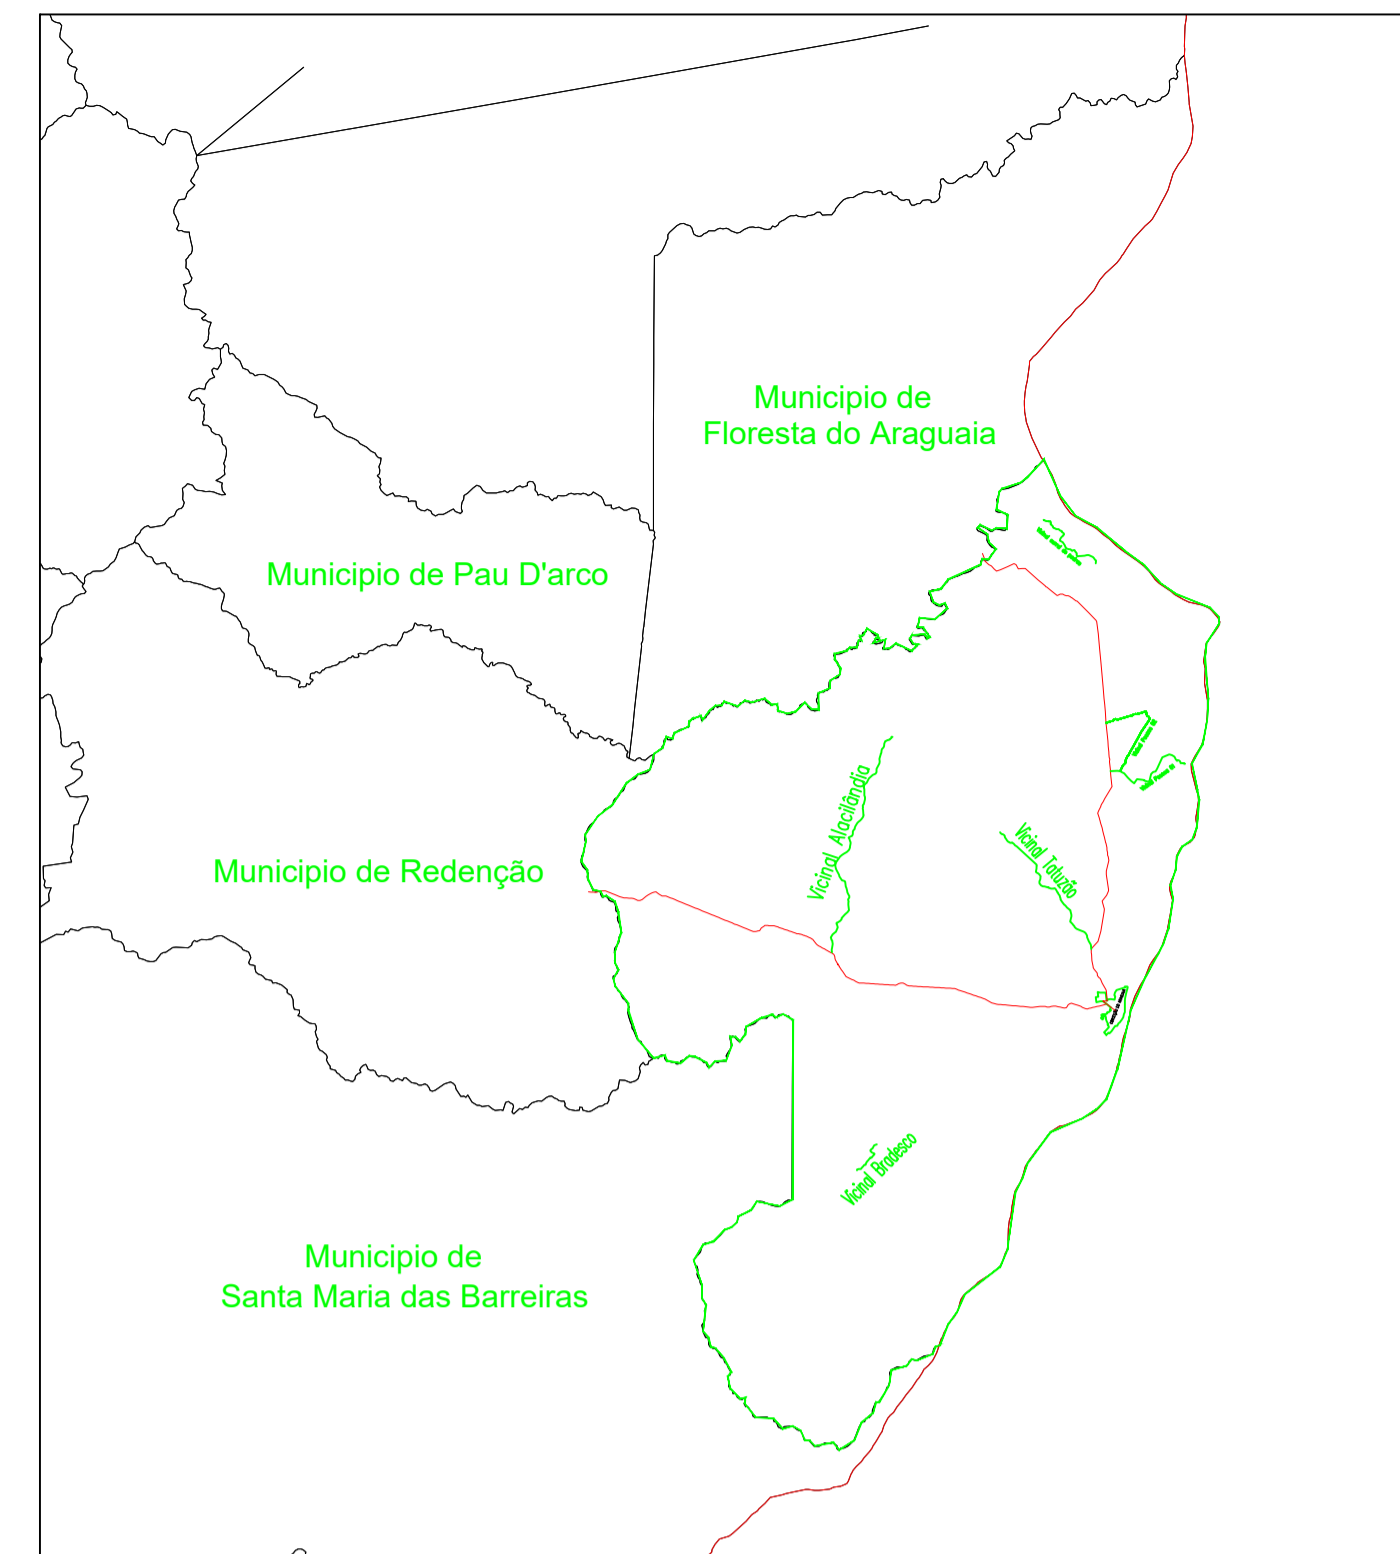 Municipio de
Floresta do Araguaia
Municipio de Pau D'arco
Vicinal Alacilândia
Vicinal Tatuzão
Municipio de Redenção
Vicinal Bradesco
Municipio de
Santa Maria das Barreiras